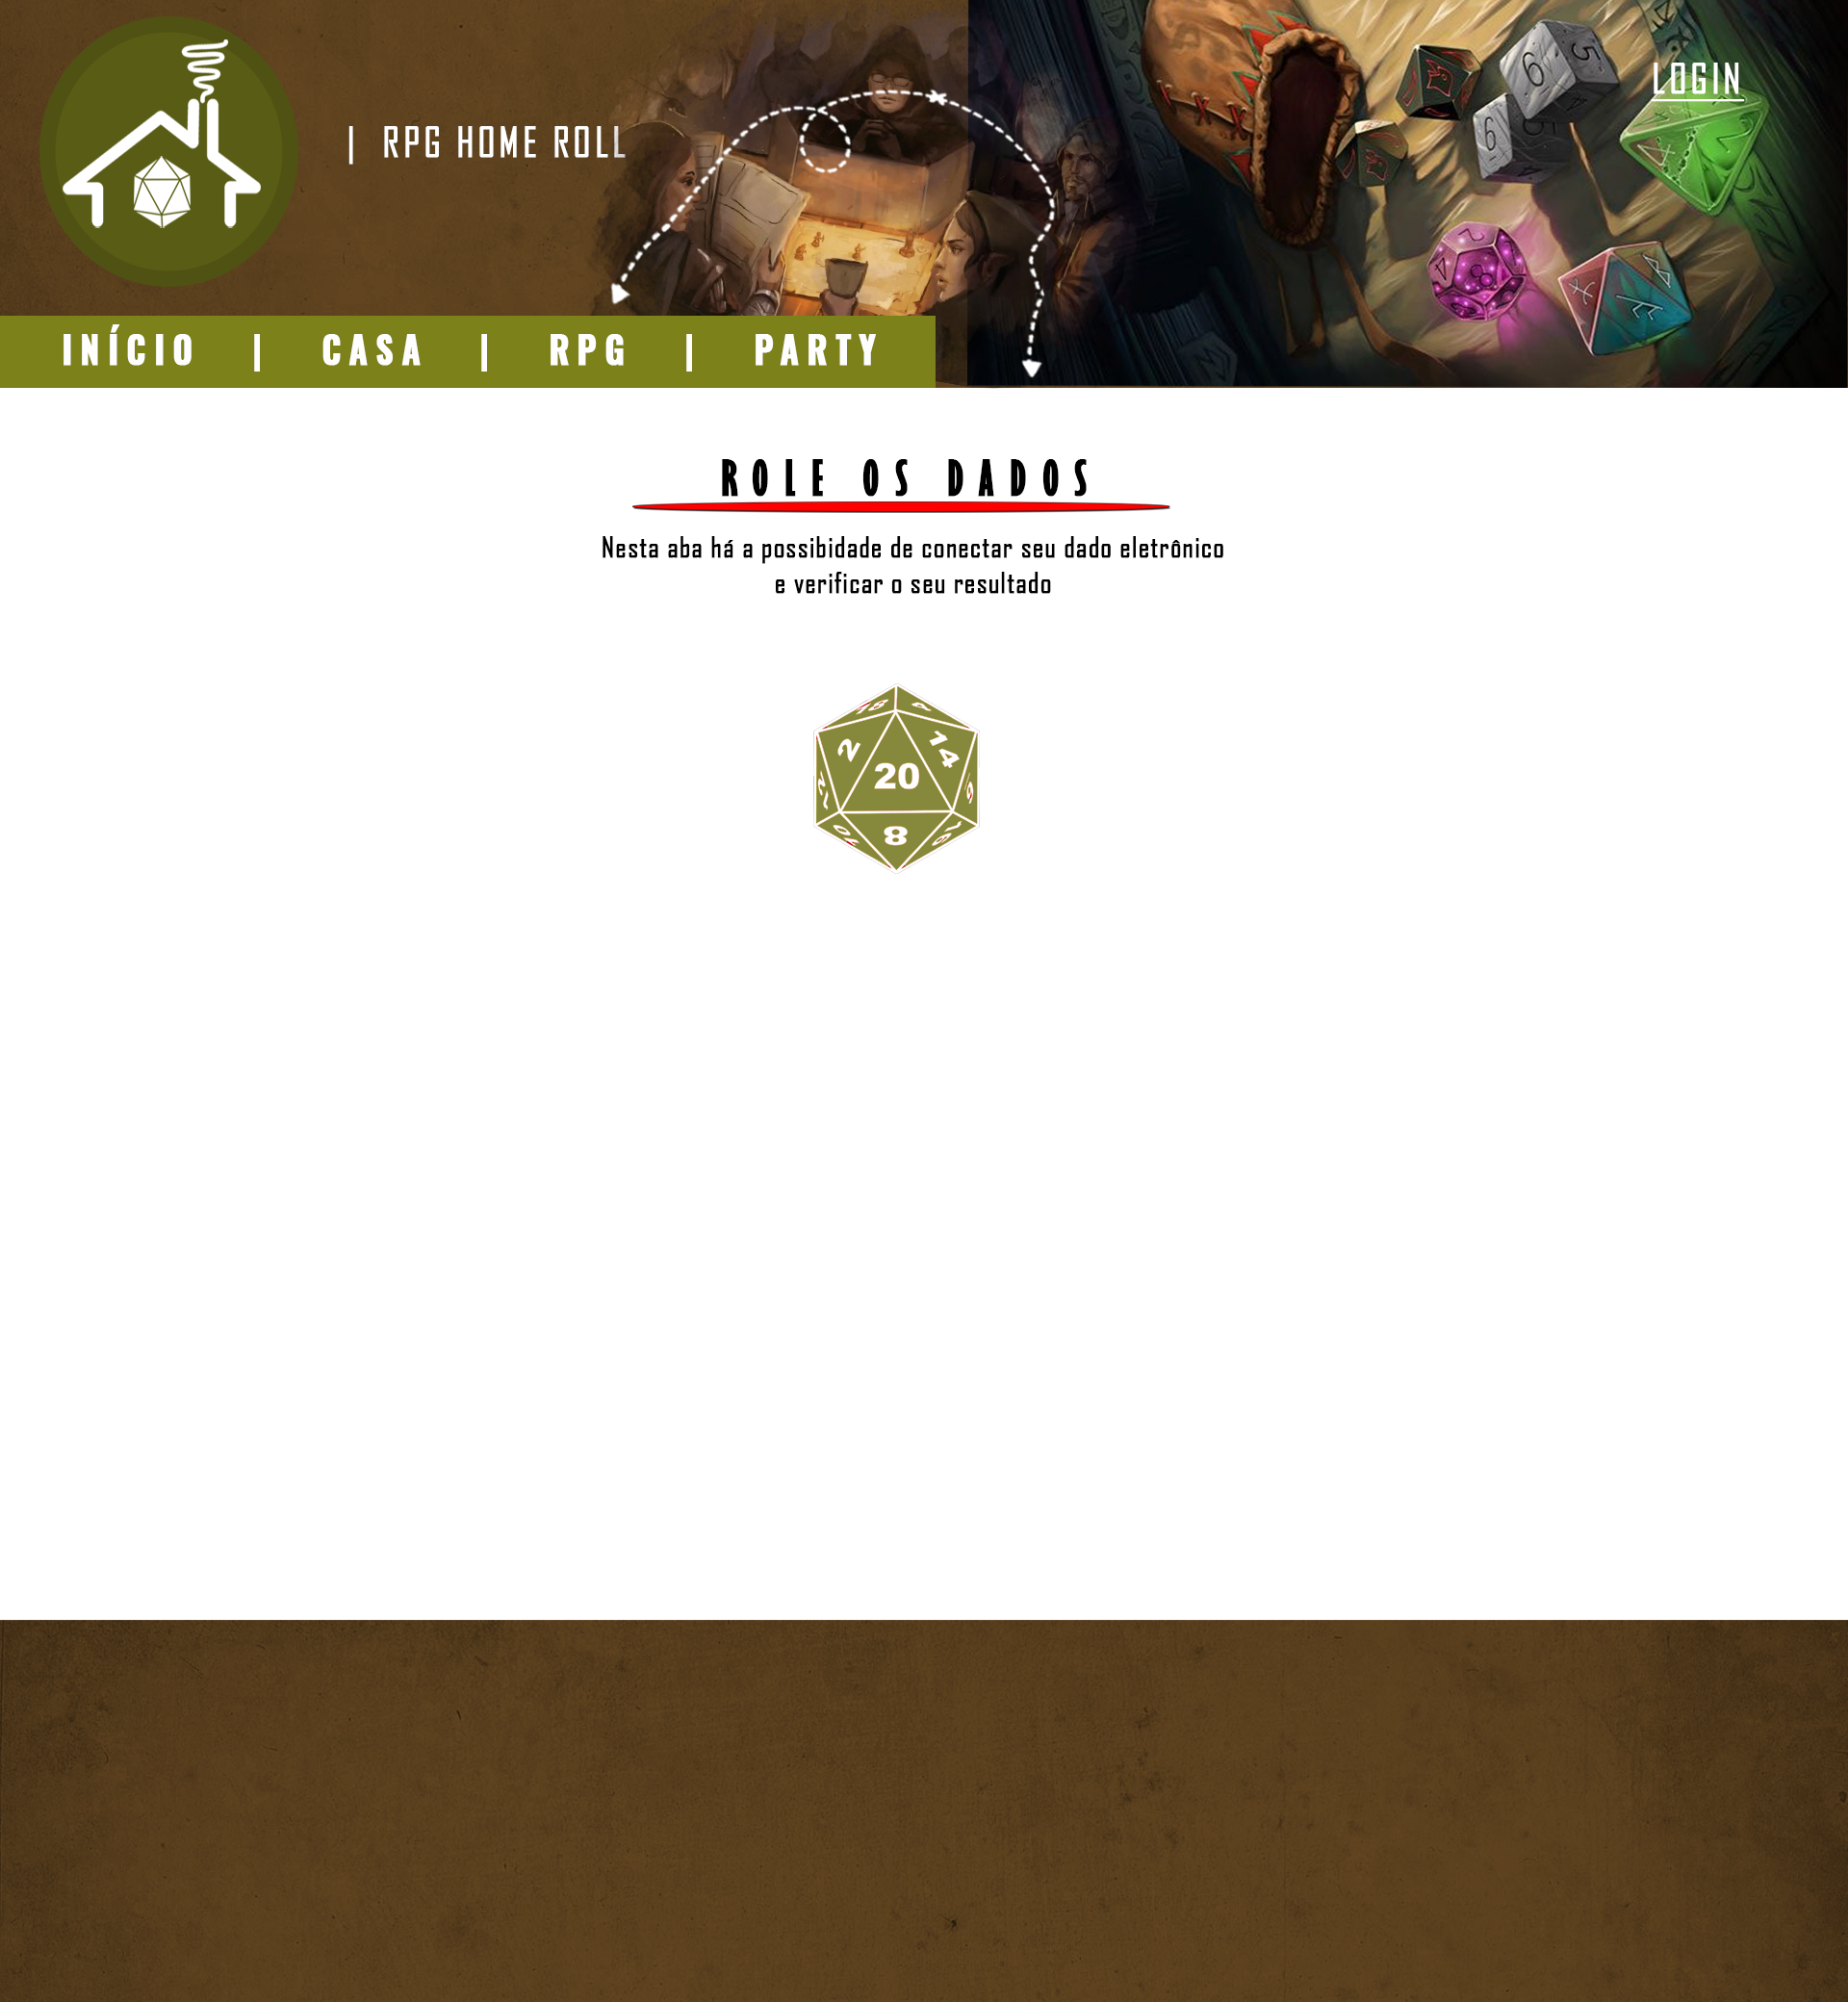 LOGIN
| RPG HOME ROLL
INÍCIO | CASA | RPG | PARTY
ROLE OS DADOS
Nesta aba há a possibidade de conectar seu dado eletrônico
e verificar o seu resultado
2
14
20
8